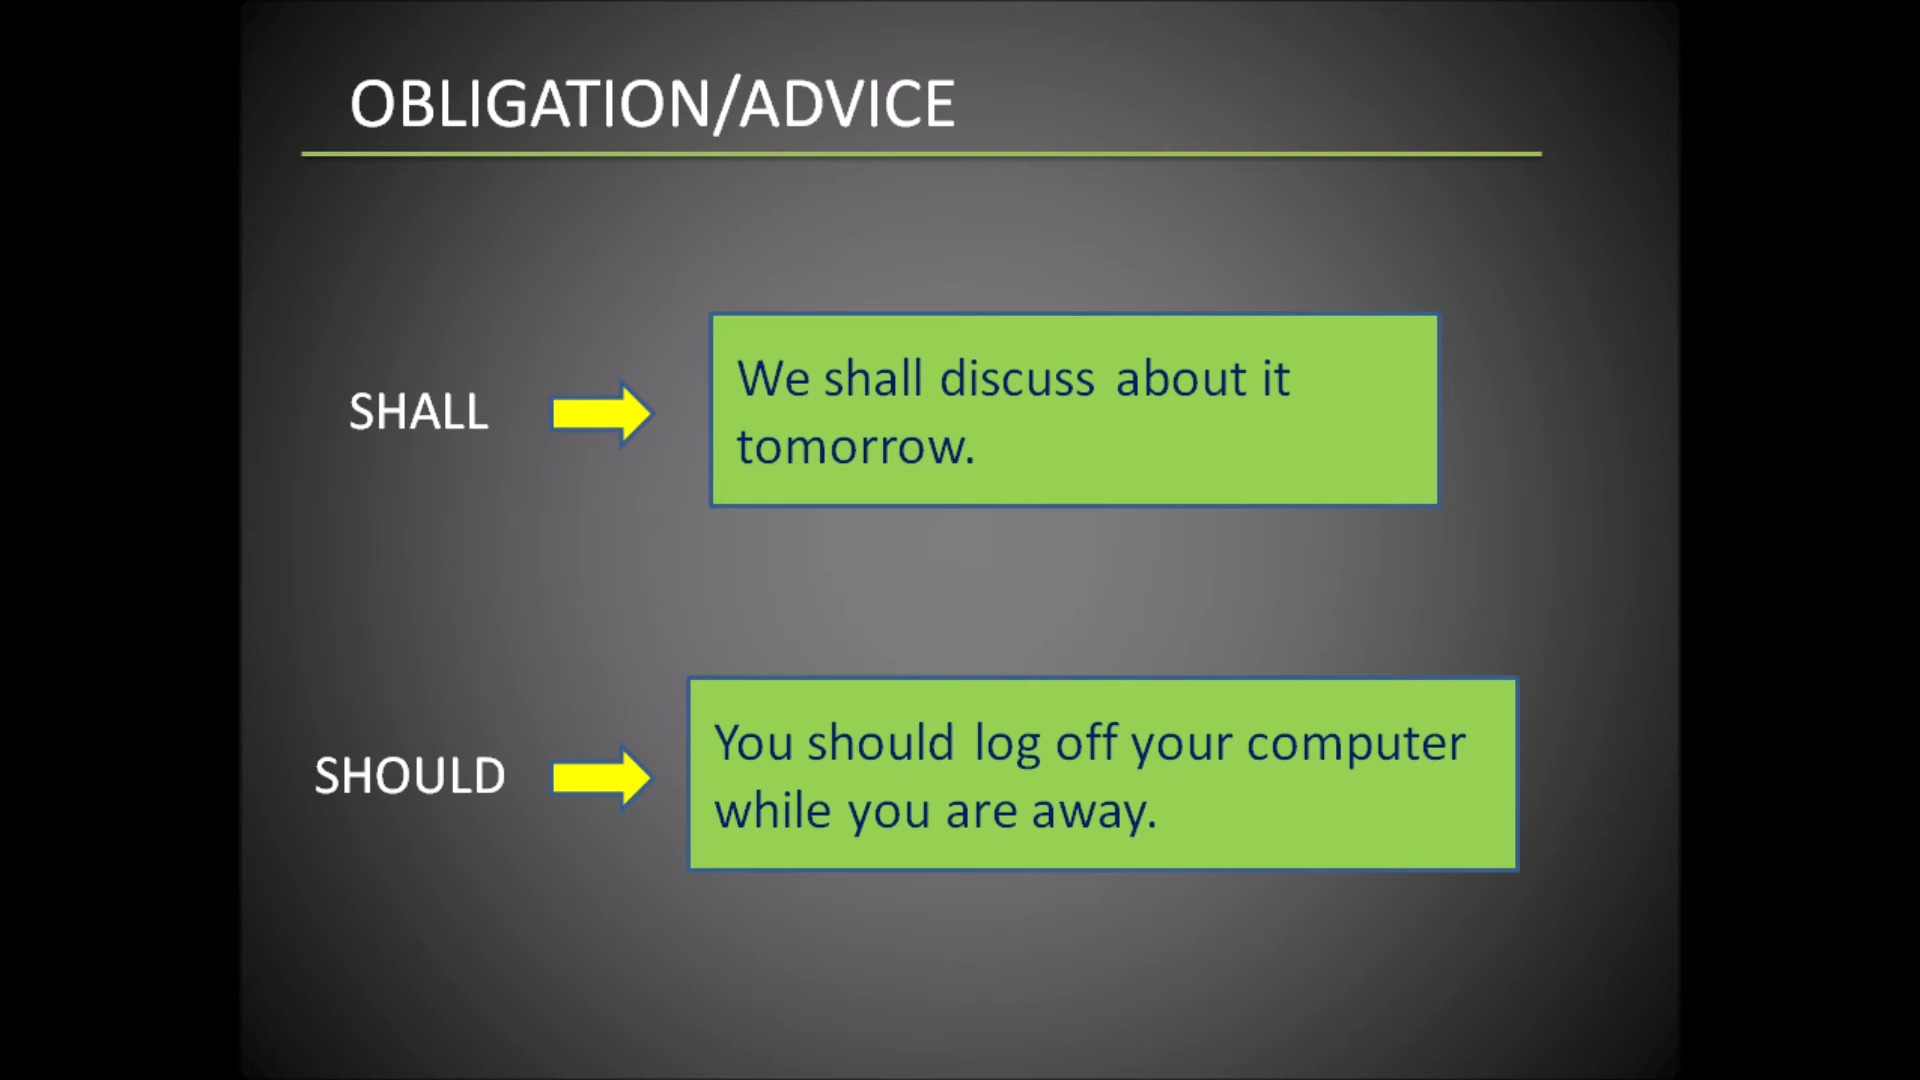 OBLIGATION/ADVICE
SHALL
We shall discuss about it
tomorrow.
SHOULD
You should log off your computer
while you are away.